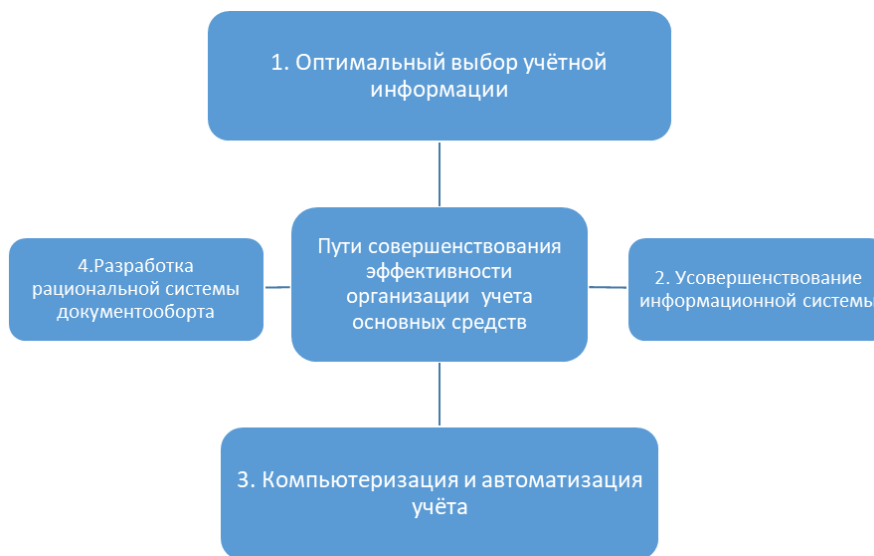 1. Оптимальный выбор учётной
информации
Пути совершенствования
эффективности
организации учета
основных средств
4.Разработка
рациональной системы
документооборта
2. Усовершенствование
информационной системы
3. Компьютеризация и автоматизация
учёта